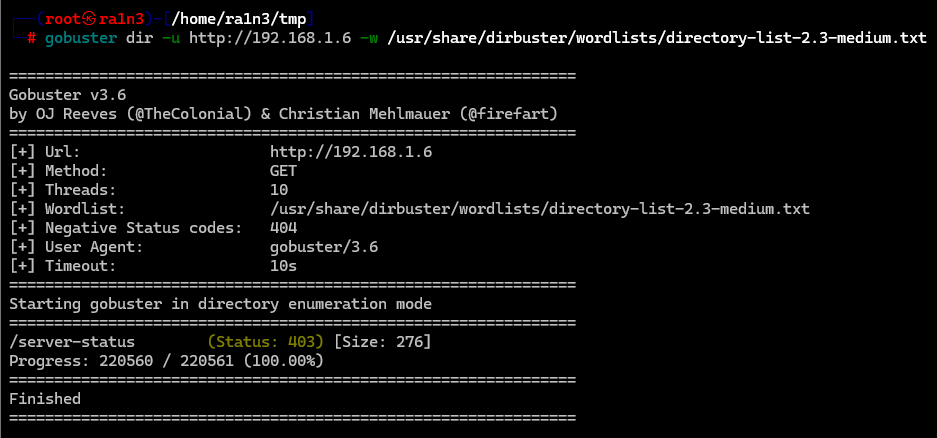 ┌──(root㉿ra1n3)-[/home/ra1n3/tmp]
└─# gobuster dir -u http://192.168.1.6 -w /usr/share/dirbuster/wordlists/directory-list-2.3-medium.txt
===============================================================
Gobuster v3.6
by OJ Reeves (@TheColonial) & Christian Mehlmauer (@firefart)
===============================================================
[+] Url:                     http://192.168.1.6
[+] Method:                  GET
[+] Threads:                 10
[+] Wordlist:                /usr/share/dirbuster/wordlists/directory-list-2.3-medium.txt
[+] Negative Status codes:   404
[+] User Agent:              gobuster/3.6
[+] Timeout:                 10s
===============================================================
Starting gobuster in directory enumeration mode
===============================================================
/server-status        (Status: 403) [Size: 276]
Progress: 220560 / 220561 (100.00%)
===============================================================
Finished
===============================================================